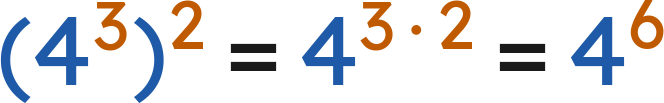 (4³)² = 4³˙² = 4⁶